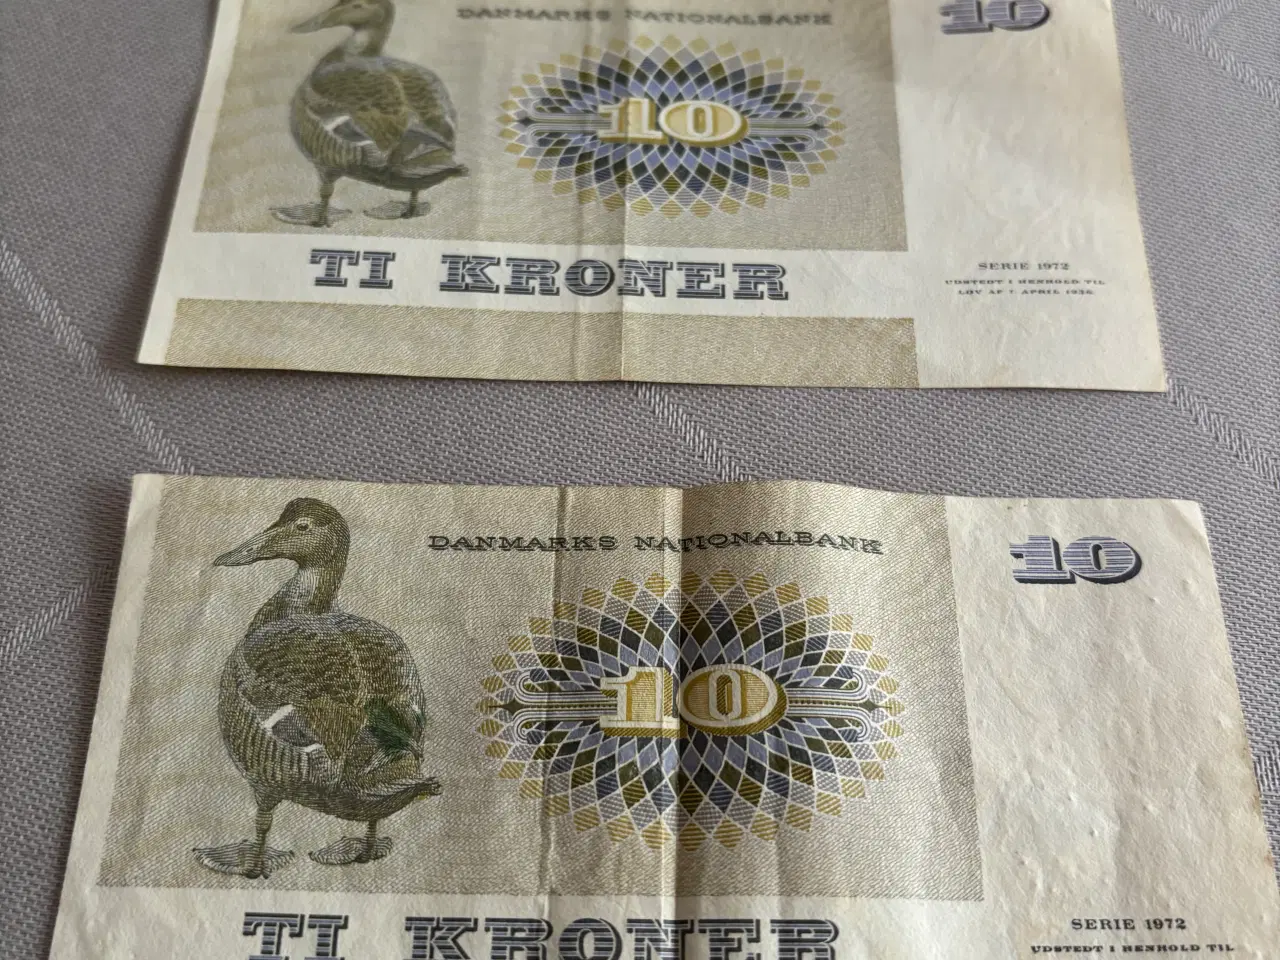 DANMARKS NATIONALBANK
10
10
TI KRONER
SERIE 1972
UDSTEDT I HENHOLD TIL
LOV AF 7. APRIL 1936
DANMARKS NATIONALBANK
10
10
TI KRONER
SERIE 1972
UDSTEDT I HENHOLD TIL